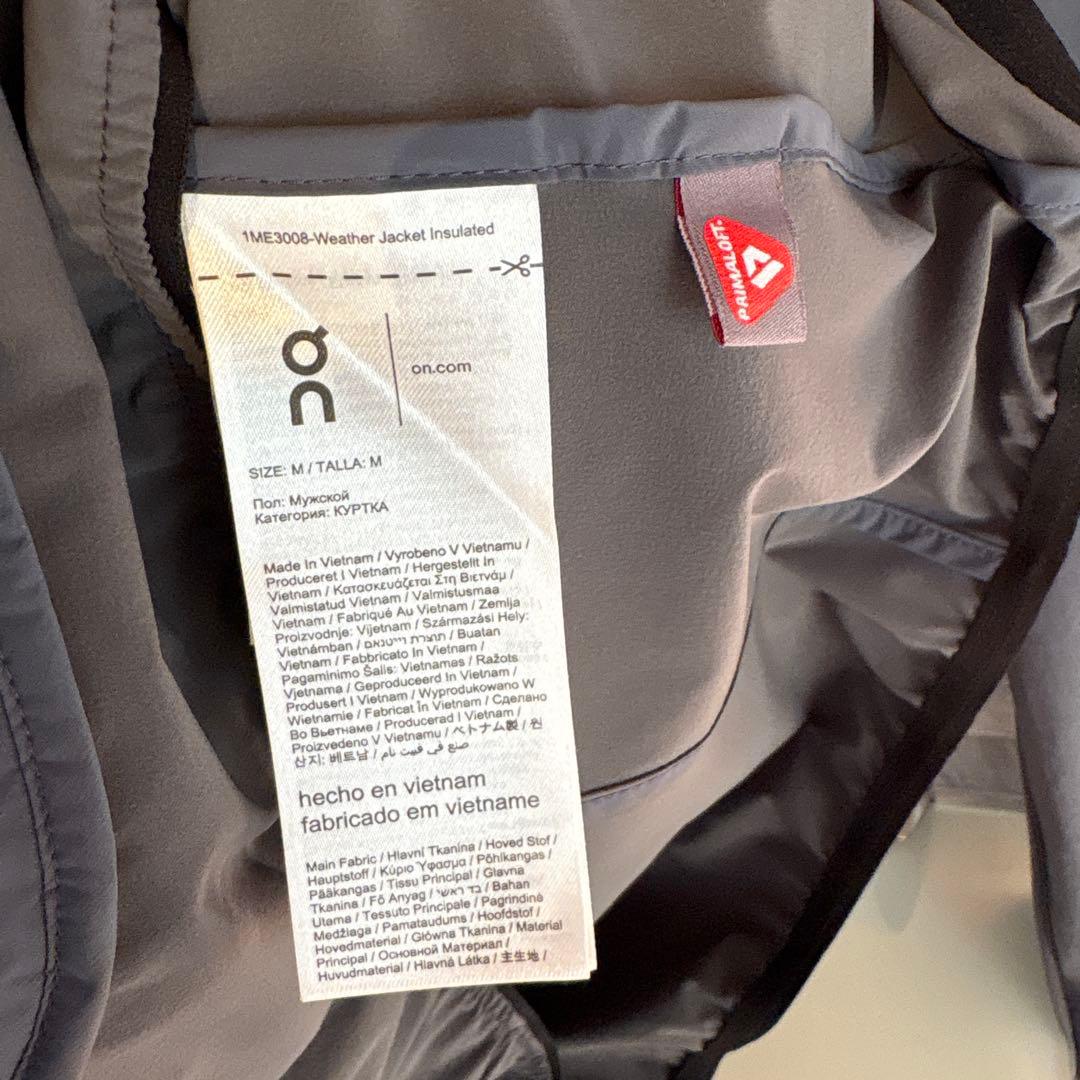 1ME3008-Weather Jacket Insulated
on
on.com
PRIMALOFT
SIZE: M / TALLA: M
Пол: Мужской
Категория: КУРТКА
Made In Vietnam / Vyrobeno V Vietnamu /
Produceret I Vietnam / Hergestellt In
Vietnam / Κατασκευάζεται Στη Βιετνάμ /
Valmistatud Vietnam / Valmistusmaa
Vietnam / Fabriqué Au Vietnam / Zemlja
Proizvodnje: Vijetnam / Származási Hely:
Vietnámban / תוצרת וייטנאם / Buatan
Vietnam / Fabbricato In Vietnam /
Pagaminimo Šalis: Vietnamas / Ražots
Vjetnama / Geproduceerd In Vietnam /
Produsert I Vietnam / Wyprodukowano W
Wietnamie / Fabricat În Vietnam / Сделано
Во Вьетнаме / Producerad I Vietnam /
Proizvedeno V Vietnamu / ベトナム製 / 원
산지: 베트남 / صنع في فييت نام
hecho en vietnam
fabricado em vietname
Main Fabric / Hlavní Tkanina / Hoved Stof /
Hauptstoff / Κύριο Ύφασμα / Põhikangas /
Pääkangas / Tissu Principal / Glavna
Tkanina / Fő Anyag / בד ראשי / Bahan
Utama / Tessuto Principale / Pagrindinė
Medžiaga / Pamataudums / Hoofdstof /
Hovedmaterial / Główna Tkanina / Material
Principal / Основной Материал /
Huvudmaterial / Hlavná Látka / 主生地 /